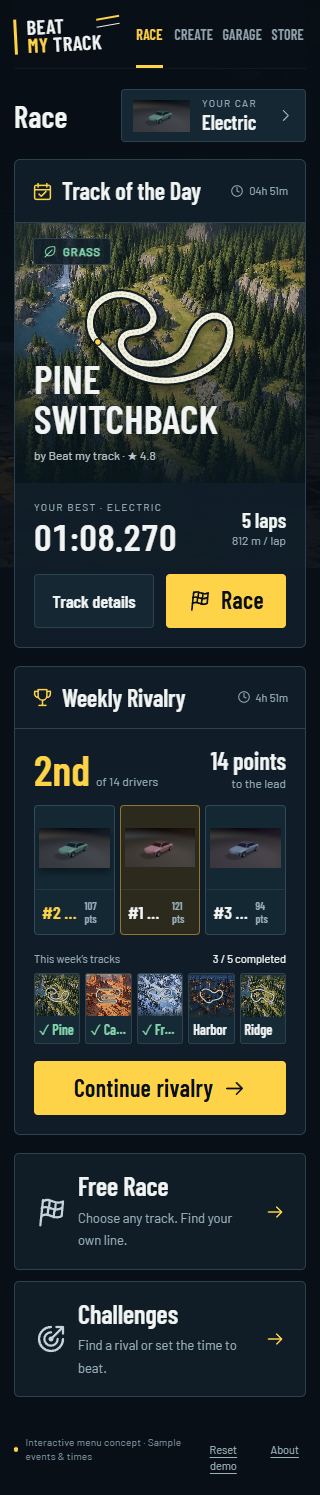 BEAT
MY TRACK
RACE CREATE GARAGE STORE
Race
YOUR CAR
Electric
Track of the Day
04h 51m
GRASS
PINE
SWITCHBACK
by Beat my track · ★ 4.8
YOUR BEST · ELECTRIC
01:08.270
5 laps
812 m / lap
Track details
Race
Weekly Rivalry
4h 51m
2nd of 14 drivers
14 points
to the lead
#2 ... 107 pts
#1 ... 121 pts
#3 ... 94 pts
This week's tracks
3 / 5 completed
✓ Pine
✓ Ca...
✓ Fr...
Harbor
Ridge
Continue rivalry →
Free Race
Choose any track. Find your
own line.
Challenges
Find a rival or set the time to
beat.
Interactive menu concept · Sample
events & times
Reset
demo
About